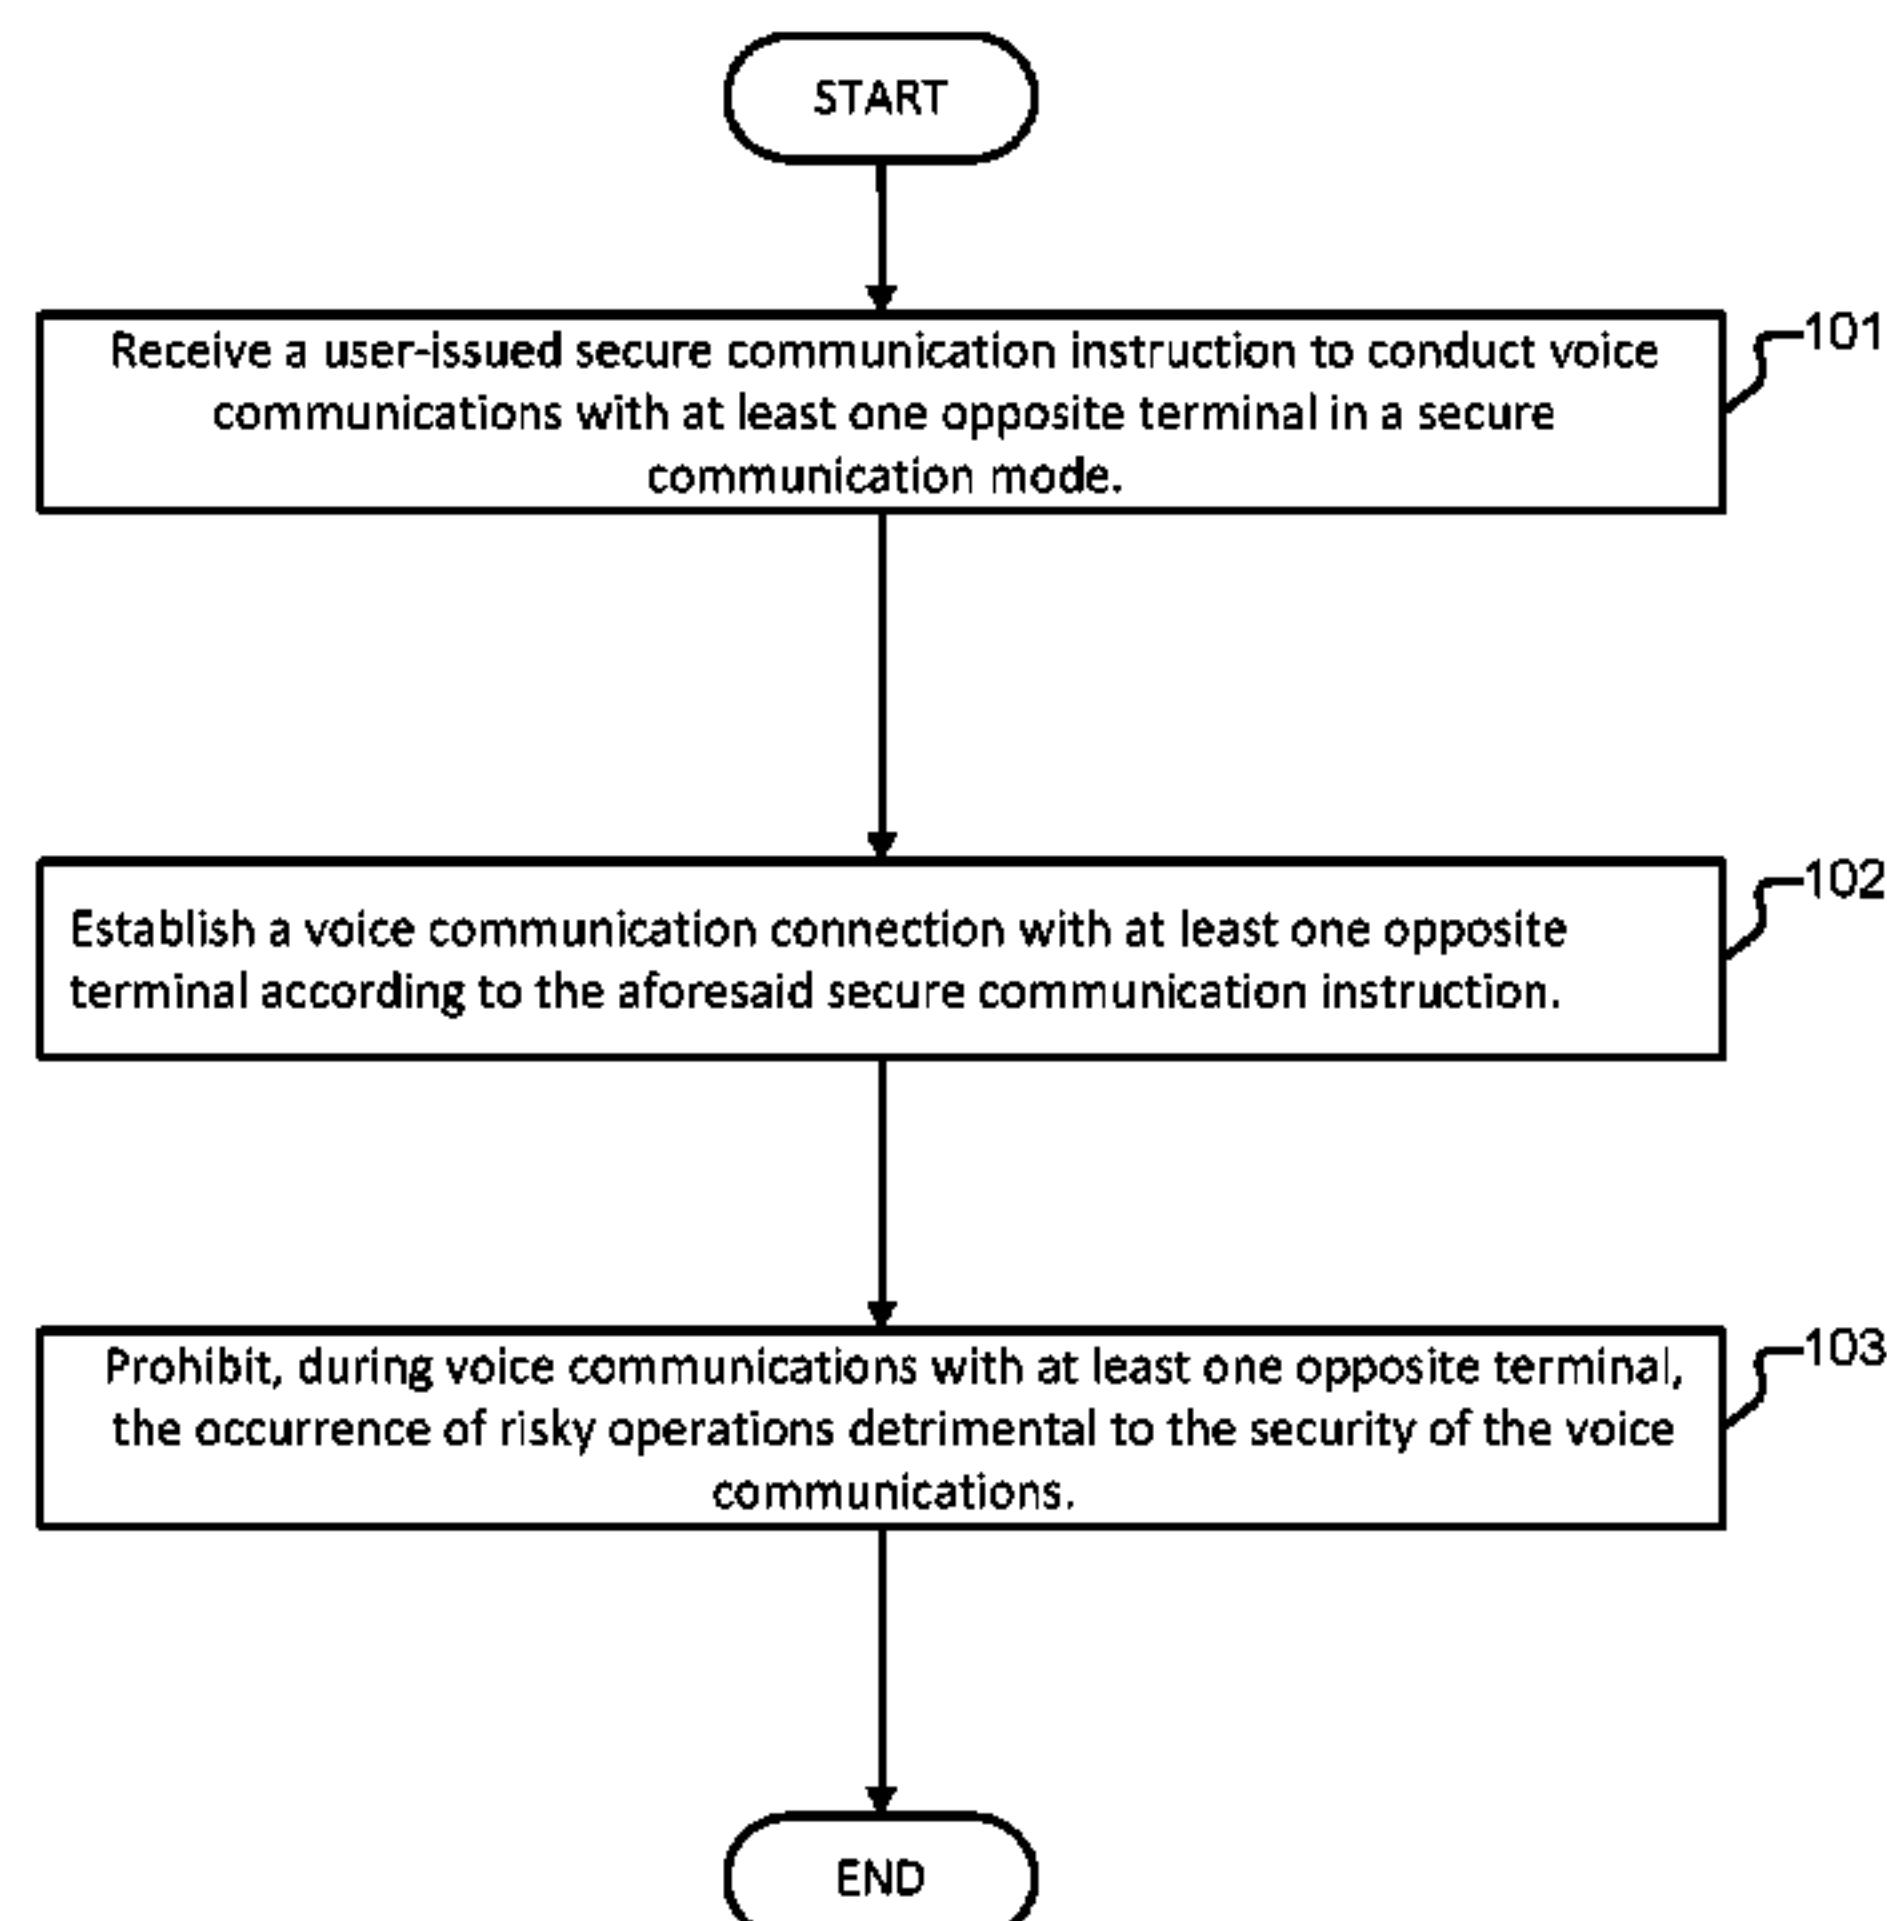 START
Receive a user-issued secure communication instruction to conduct voice
communications with at least one opposite terminal in a secure
communication mode.
101
Establish a voice communication connection with at least one opposite
terminal according to the aforesaid secure communication instruction.
102
Prohibit, during voice communications with at least one opposite terminal,
the occurrence of risky operations detrimental to the security of the voice
communications.
103
END